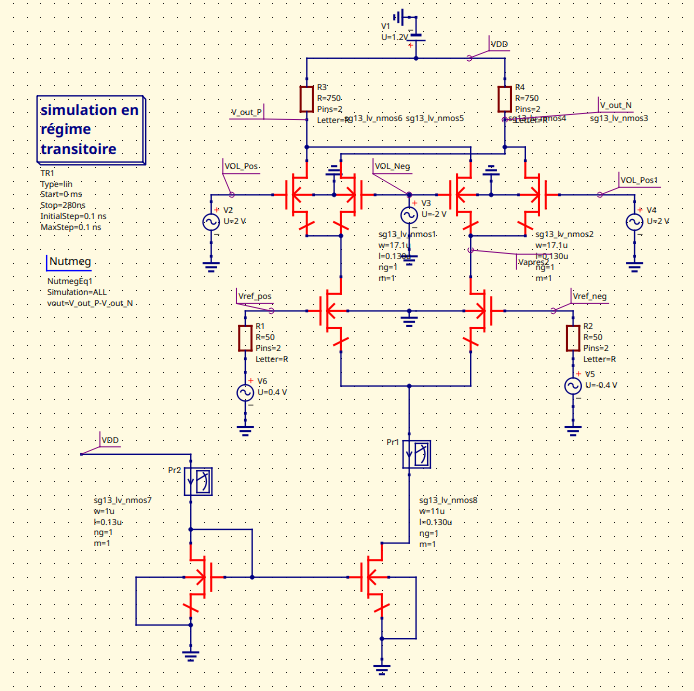 V1
U=1.2V
VDD
R3
R=750
Pins=2
Letter=R
R4
R=750
Pins=2
Letter=R
V_out_P
V_out_N
sg13_lv_nmos6
sg13_lv_nmos5
sg13_lv_nmos4
sg13_lv_nmos3
simulation en
régime
transitoire
TR1
Type=lin
Start=0 ms
Stop=280ns
InitialStep=0.1 ns
MaxStep=0.1 ns
VOL_Pos
VOL_Neg
VOL_Pos1
V2
U=2 V
V3
U=-2 V
V4
U=2 V
sg13_lv_nmos1
w=17.1u
l=0.130u
ng=1
m=1
sg13_lv_nmos2
w=17.1u
l=0.130u
ng=1
m=1
Vapres2
Nutmeg
NutmegEq1
Simulation=ALL
vout=V_out_P-V_out_N
Vref_pos
Vref_neg
R1
R=50
Pins=2
Letter=R
R2
R=50
Pins=2
Letter=R
V6
U=0.4 V
V5
U=-0.4 V
VDD
Pr2
Pr1
sg13_lv_nmos7
w=1u
l=0.13u
ng=1
m=1
sg13_lv_nmos8
w=11u
l=0.130u
ng=1
m=1